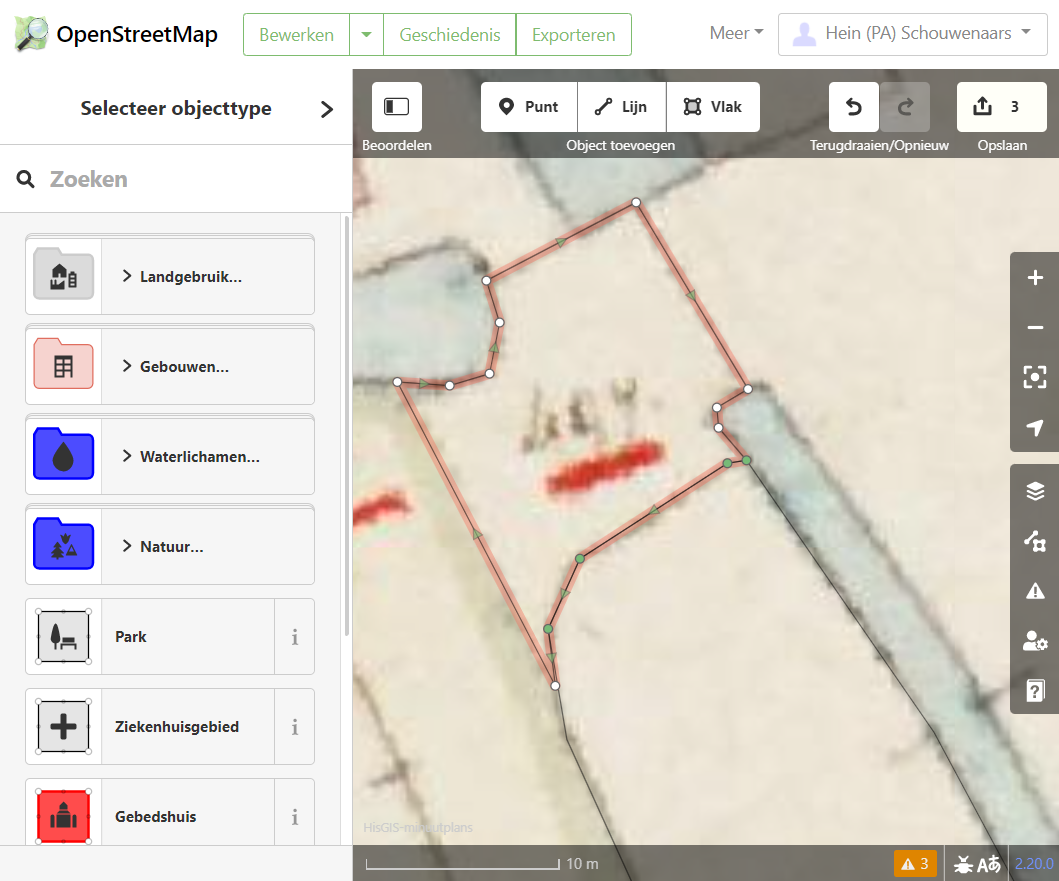 OpenStreetMap
Bewerken
Geschiedenis
Exporteren
Meer
Hein (PA) Schouwenaars
Selecteer objecttype
Beoordelen
Punt
Lijn
Vlak
Object toevoegen
Terugdraaien/Opnieuw
3
Opslaan
Zoeken
Landgebruik...
Gebouwen...
Waterlichamen...
Natuur...
Park
i
Ziekenhuisgebied
i
Gebedshuis
i
HisGIS-minuutplans
10 m
3
2.20.0